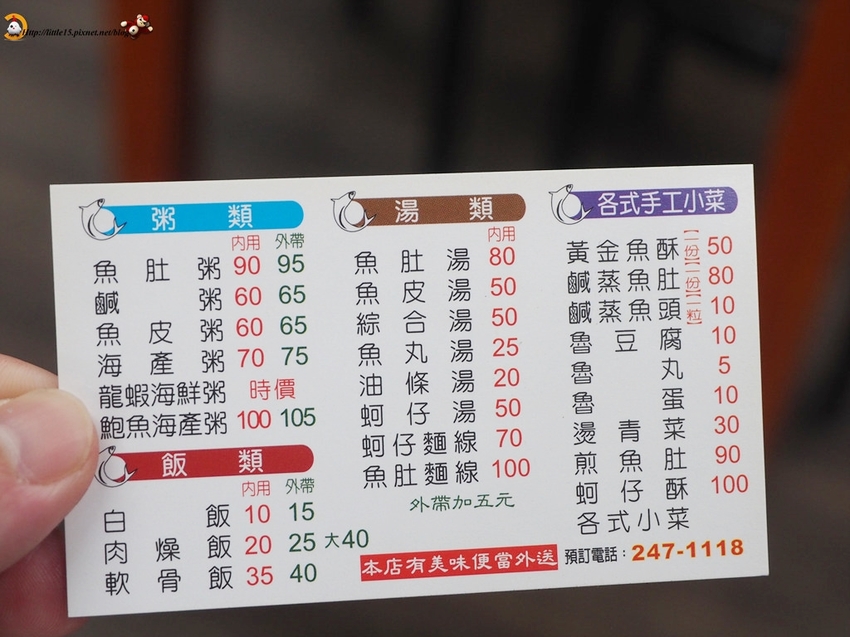 http://little15.pixnet.net/blog
粥類
內用 外帶
魚肚粥 90 95
鹹粥 60 65
魚皮粥 60 65
海產粥 70 75
龍蝦海鮮粥 時價
鮑魚海產粥 100 105
飯類
內用 外帶
白飯 10 15
肉燥飯 20 25 大40
軟骨飯 35 40
湯類
內用
魚肚湯 80
魚皮湯 50
綜合湯 50
魚丸湯 25
油條湯 20
蚵仔湯 50
蚵仔麵線 70
魚肚麵線 100
外帶加五元
本店有美味便當外送
各式手工小菜
黃金魚酥【一份】50
鹹蒸魚肚【一份】80
鹹蒸魚頭【一粒】10
魯豆腐 10
魯丸 5
魯蛋 10
燙青菜 30
煎魚肚 90
蚵仔酥 100
各式小菜
預訂電話：247-1118